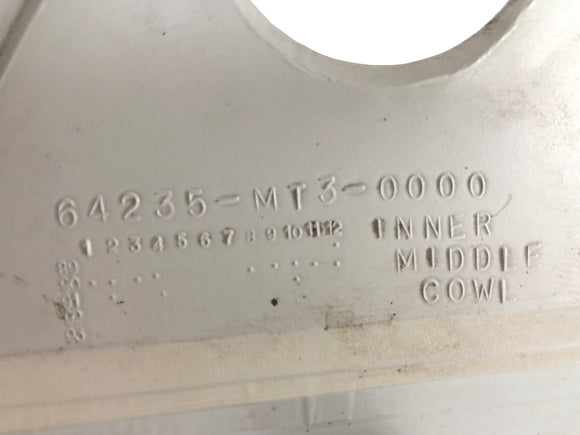 64235-MT3-0000
1 2 3 4 5 6 7 8 9 10 11 12
INNER
MIDDLE
COWL